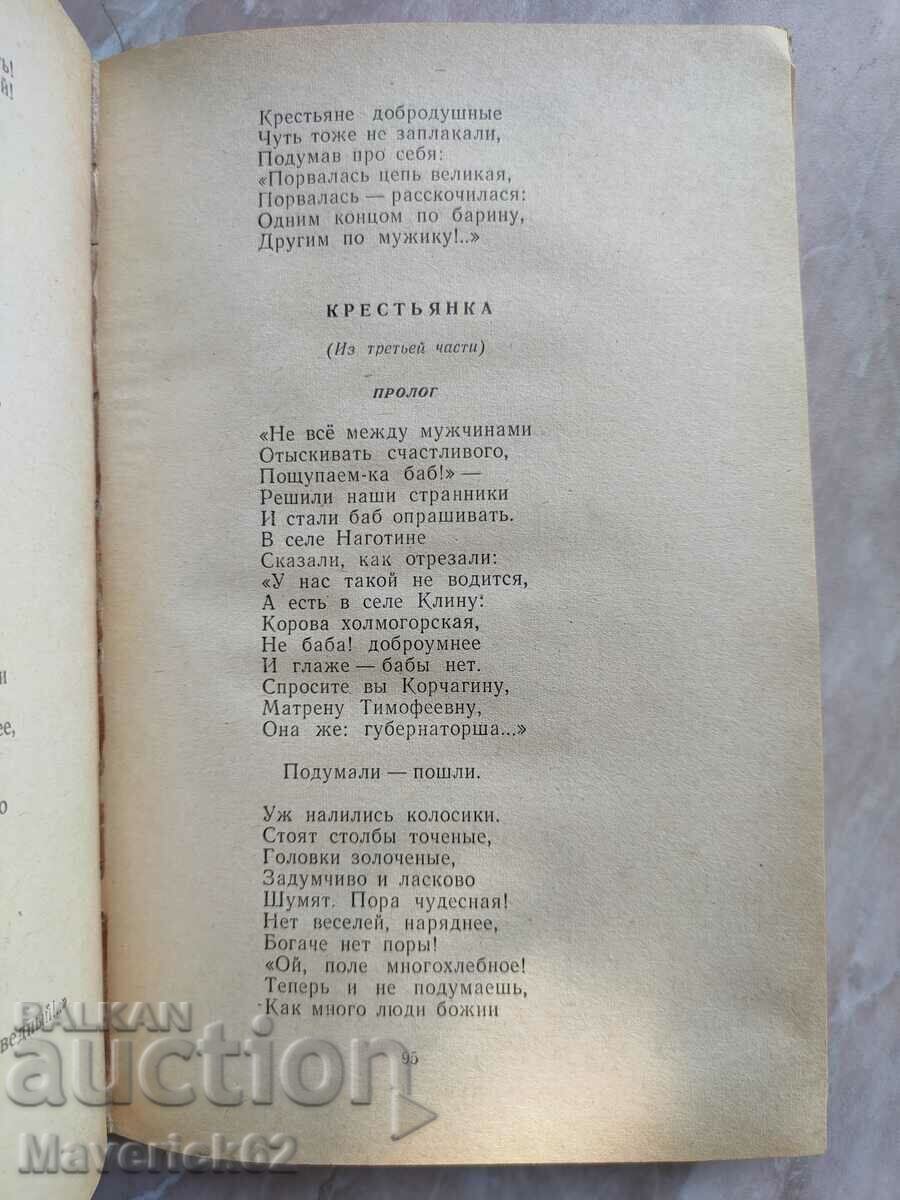 Крестьяне добродушные
Чуть тоже не заплакали,
Подумав про себя:
«Порвалась цепь великая,
Порвалась — расскочилася:
Одним концом по барину,
Другим по мужику!..»
КРЕСТЬЯНКА
(Из третьей части)
ПРОЛОГ
«Не всё между мужчинами
Отыскивать счастливого,
Пощупаем-ка баб!» —
Решили наши странники
И стали баб опрашивать.
В селе Наготине
Сказали, как отрезали:
«У нас такой не водится,
А есть в селе Клину:
Корова холмогорская,
Не баба! доброумнее
И глаже — бабы нет.
Спросите вы Корчагину,
Матрену Тимофеевну,
Она же: губернаторша...»
Подумали — пошли.
Уж налились колосики.
Стоят столбы точеные,
Головки золоченые,
Задумчиво и ласково
Шумят. Пора чудесная!
Нет веселей, наряднее,
Богаче нет поры!
«Ой, поле многохлебное!
Теперь и не подумаешь,
Как много люди божии
95
BALKAN
auction
Maverick62